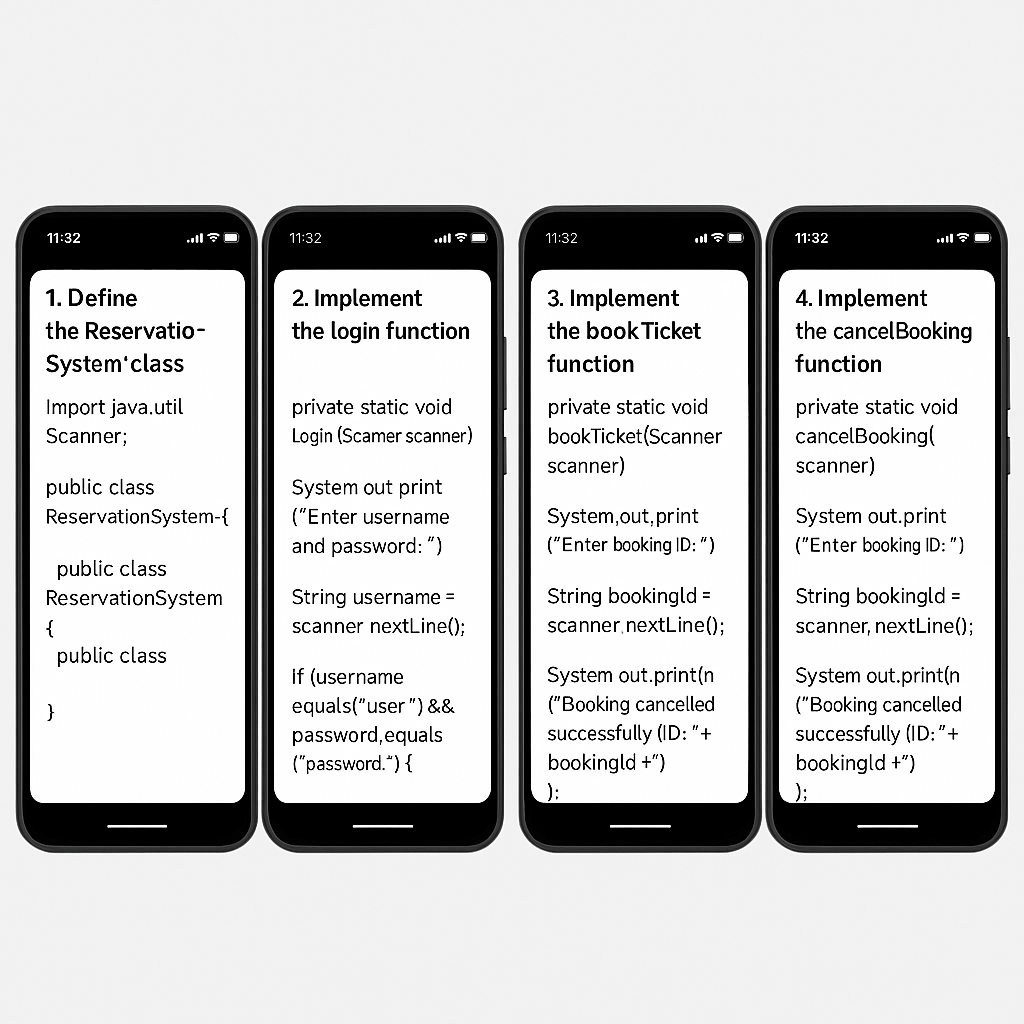 11:32
1. Define
the Reservatio-
System‘class
Import java.util
Scanner;
public class
ReservationSystem-{
public class
ReservationSystem
{
public class
}
11:32
2. Implement
the login function
private static void
Login (Scamer scanner)
System out print
("Enter username
and password: ")
String username =
scanner nextLine();
If (username
equals("user ") &&
password,equals
("password.") {
11:32
3. Implement
the book Ticket
function
private static void
bookTicket(Scanner
scanner)
System,out,print
("Enter booking ID: ")
String bookingld =
scanner.nextLine();
System out.print(n
("Booking cancelled
successfully (ID: "+
bookingld +")
):
11:32
4. Implement
the cancelBooking
function
private static void
cancelBooking(
scanner)
System out.print
("Enter booking ID: ")
String bookingld =
scanner, nextLine();
System out.print(n
("Booking cancelled
successfully (ID: "+
bookingld +")
);